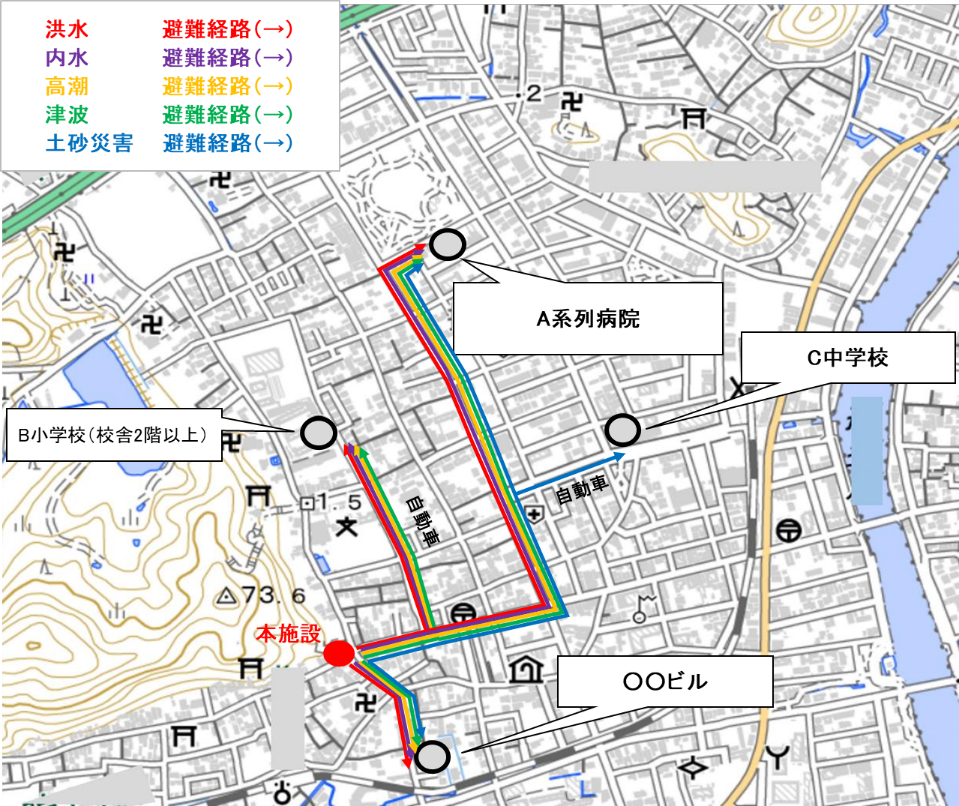 洪水 避難経路(→)
内水 避難経路(→)
高潮 避難経路(→)
津波 避難経路(→)
土砂災害 避難経路(→)
・2
A系列病院
C中学校
B小学校(校舎2階以上)
1.5
自動車
自動車
73.6
本施設
〇〇ビル